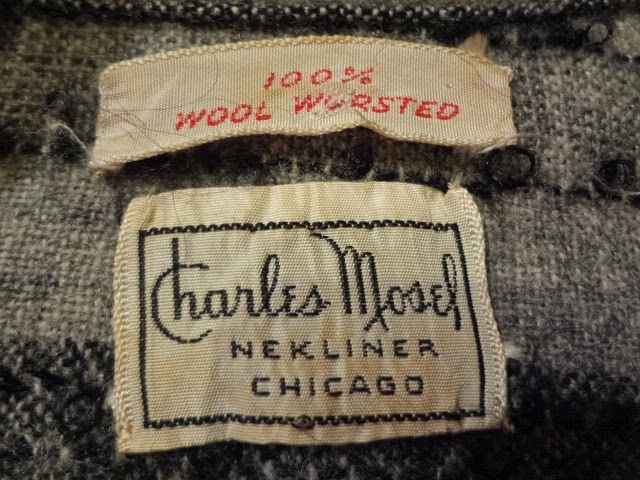 100%
WOOL WORSTED
Charles Mosel
NEKLINER
CHICAGO